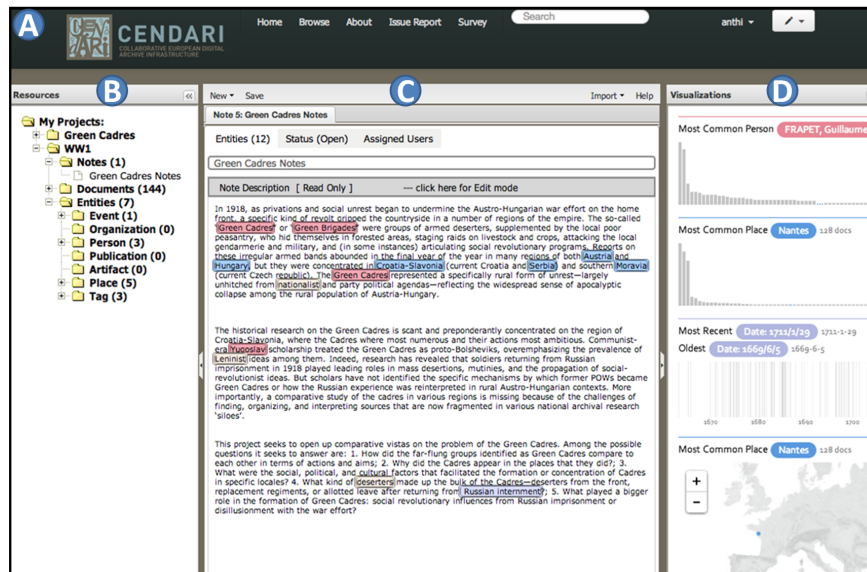 A
CENDARI
COLLABORATIVE EUROPEAN DIGITAL
ARCHIVE INFRASTRUCTURE
Home Browse About Issue Report Survey Search anthi
B
Resources
My Projects:
Green Cadres
WW1
Notes (1)
Green Cadres Notes
Documents (144)
Entities (7)
Event (1)
Organization (0)
Person (3)
Publication (0)
Artifact (0)
Place (5)
Tag (3)
C
New Save Import Help
Note 5: Green Cadres Notes
Entities (12) Status (Open) Assigned Users
Green Cadres Notes
Note Description [ Read Only ] --- click here for Edit mode
In 1918, as privations and social unrest began to undermine the Austro-Hungarian war effort on the home
front, a specific kind of revolt gripped the countryside in a number of regions of the empire. The so-called
'Green Cadres' or 'Green Brigades' were groups of armed deserters, supplemented by the local poor
peasantry, who hid themselves in forested areas, staging raids on livestock and crops, attacking the local
gendarmerie and military, and (in some instances) articulating social revolutionary programs. Reports on
these irregular armed bands abounded in the final year of the year in many regions of both Austria and
Hungary, but they were concentrated in Croatia-Slavonia (current Croatia and Serbia) and southern Moravia
(current Czech republic). The Green Cadres represented a specifically rural form of unrest—largely
unhitched from nationalist and party political agendas—reflecting the widespread sense of apocalyptic
collapse among the rural population of Austria-Hungary.
The historical research on the Green Cadres is scant and preponderantly concentrated on the region of
Croatia-Slavonia, where the Cadres where most numerous and their actions most ambitious. Communist-
era Yugoslav scholarship treated the Green Cadres as proto-Bolsheviks, overemphasizing the prevalence of
Leninist ideas among them. Indeed, research has revealed that soldiers returning from Russian
imprisonment in 1918 played leading roles in mass desertions, mutinies, and the propagation of social-
revolutionist ideas. But scholars have not identified the specific mechanisms by which former POWs became
Green Cadres or how the Russian experience was reinterpreted in rural Austro-Hungarian contexts. More
importantly, a comparative study of the cadres in various regions is missing because of the challenges of
finding, organizing, and interpreting sources that are now fragmented in various national archival research
'siloes'.
This project seeks to open up comparative vistas on the problem of the Green Cadres. Among the possible
questions it seeks to answer are: 1. How did the far-flung groups identified as Green Cadres compare to
each other in terms of actions and aims; 2. Why did the Cadres appear in the places that they did?; 3.
What were the social, political, and cultural factors that facilitated the formation or concentration of Cadres
in specific locales? 4. What kind of deserters made up the bulk of the Cadres—deserters from the front,
replacement regiments, or allotted leave after returning from Russian internment?; 5. What played a bigger
role in the formation of Green Cadres: social revolutionary influences from Russian imprisonment or
disillusionment with the war effort?
D
Visualizations
Most Common Person FRAPET, Guillaume
Most Common Place Nantes 128 docs
Most Recent Date: 1711/1/29 1711-1-29
Oldest Date: 1669/6/5 1669-6-5
1670 1680 1690 1700
Most Common Place Nantes 128 docs
+
-